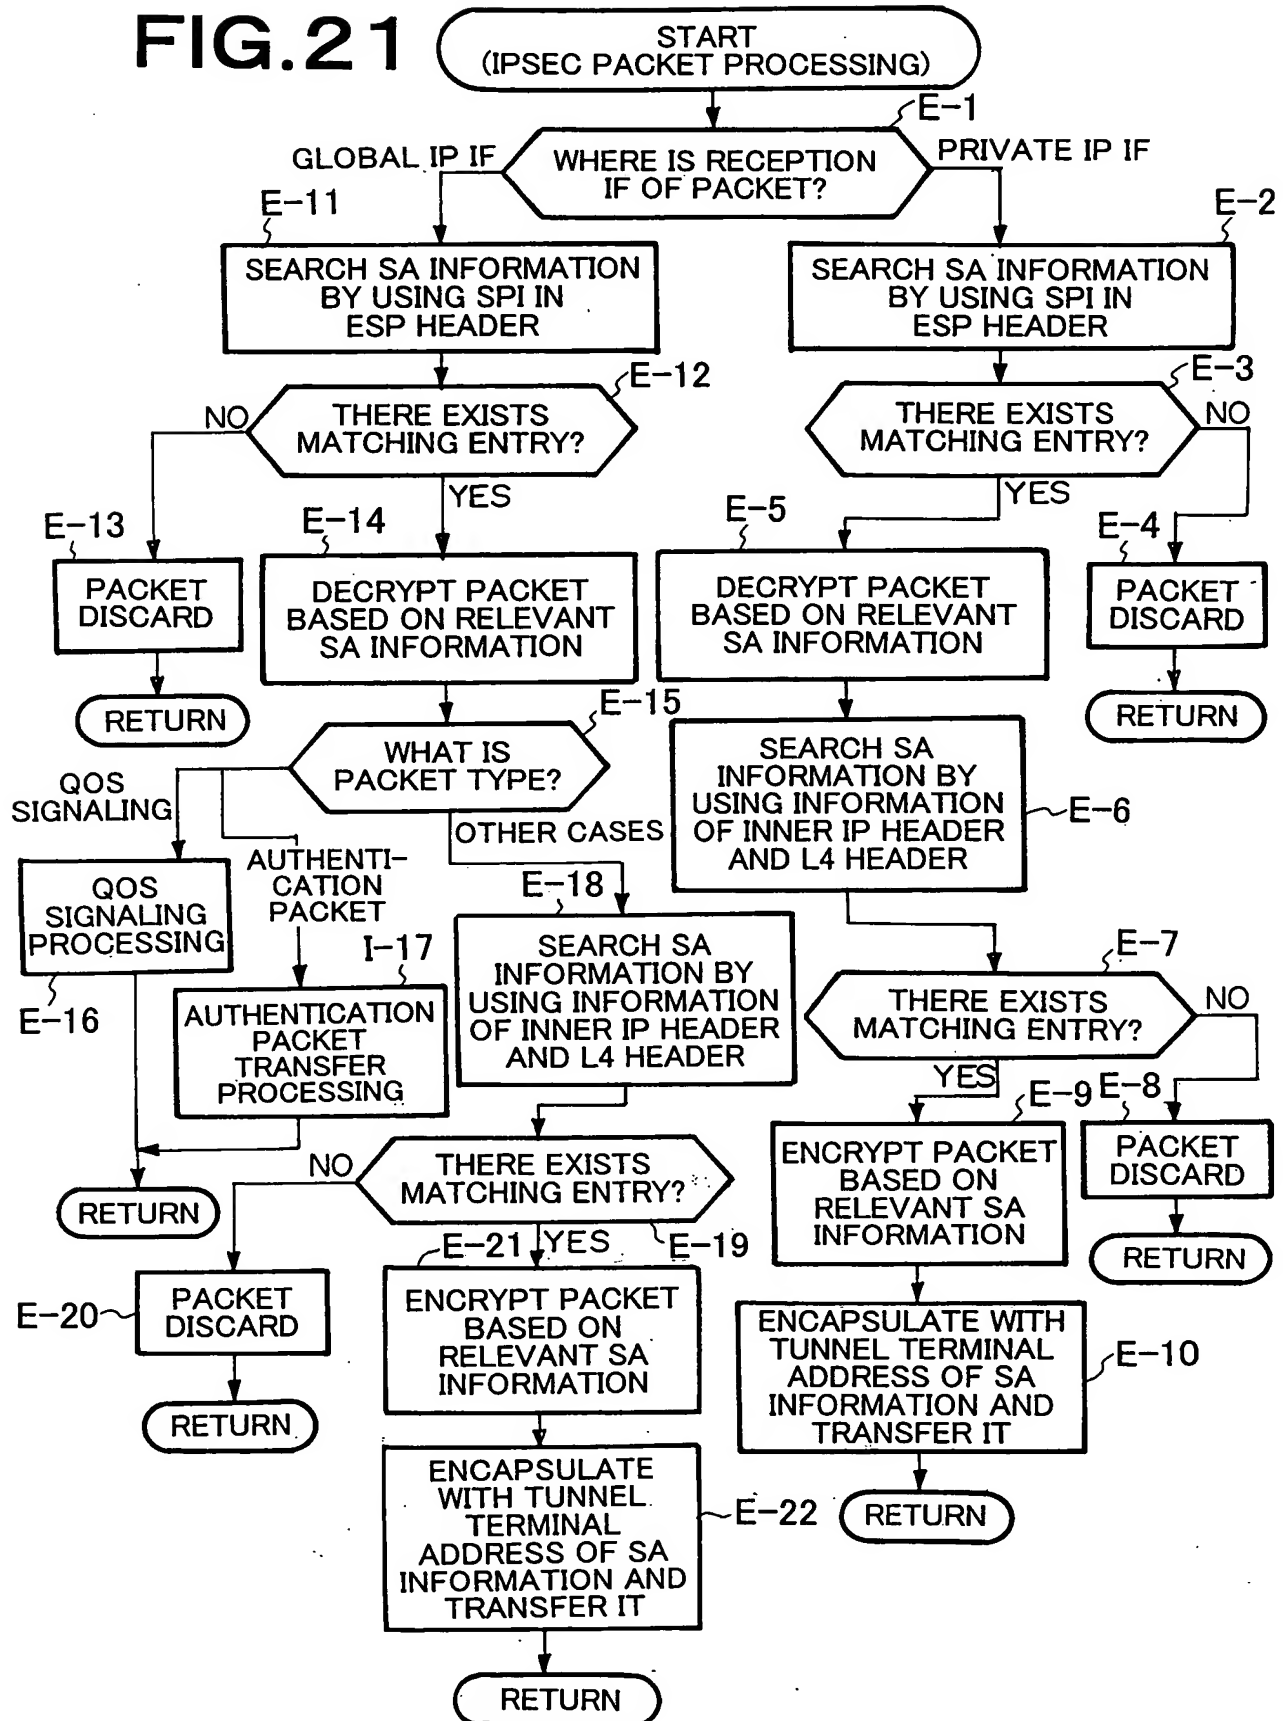 FIG.21
START
(IPSEC PACKET PROCESSING)
E-1
GLOBAL IP IF
WHERE IS RECEPTION
IF OF PACKET?
PRIVATE IP IF
E-11
E-2
SEARCH SA INFORMATION
BY USING SPI IN
ESP HEADER
SEARCH SA INFORMATION
BY USING SPI IN
ESP HEADER
E-12
E-3
NO
THERE EXISTS
MATCHING ENTRY?
THERE EXISTS
MATCHING ENTRY?
NO
YES
YES
E-13
E-14
E-5
E-4
PACKET
DISCARD
DECRYPT PACKET
BASED ON RELEVANT
SA INFORMATION
DECRYPT PACKET
BASED ON RELEVANT
SA INFORMATION
PACKET
DISCARD
RETURN
E-15
RETURN
WHAT IS
PACKET TYPE?
SEARCH SA
INFORMATION BY
USING INFORMATION
OF INNER IP HEADER
AND L4 HEADER
E-6
QOS
SIGNALING
OTHER CASES
AUTHENTI-
CATION
PACKET
QOS
SIGNALING
PROCESSING
E-18
E-16
I-17
SEARCH SA
INFORMATION BY
USING INFORMATION
OF INNER IP HEADER
AND L4 HEADER
E-7
AUTHENTICATION
PACKET
TRANSFER
PROCESSING
THERE EXISTS
MATCHING ENTRY?
NO
YES
E-9
E-8
RETURN
NO
THERE EXISTS
MATCHING ENTRY?
ENCRYPT PACKET
BASED ON
RELEVANT SA
INFORMATION
PACKET
DISCARD
E-21
YES
E-19
RETURN
E-20
PACKET
DISCARD
ENCRYPT PACKET
BASED ON
RELEVANT SA
INFORMATION
ENCAPSULATE WITH
TUNNEL TERMINAL
ADDRESS OF SA
INFORMATION AND
TRANSFER IT
E-10
RETURN
ENCAPSULATE
WITH TUNNEL
TERMINAL
ADDRESS OF SA
INFORMATION AND
TRANSFER IT
E-22
RETURN
RETURN